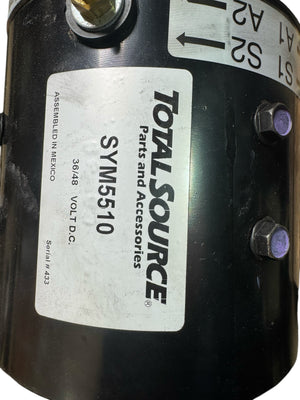 TOTAL SOURCE®
Parts and Accessories
SYM5510
36/48 VOLT D.C.
ASSEMBLED IN MEXICO
Serial # 433
S2 A2
S1 A1